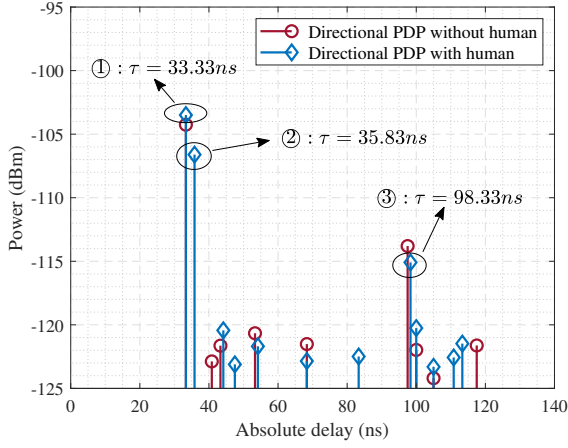 Directional PDP without human
Directional PDP with human
① : τ = 33.33ns
② : τ = 35.83ns
③ : τ = 98.33ns
-95
-100
-105
-110
-115
-120
-125
Power (dBm)
0 20 40 60 80 100 120 140
Absolute delay (ns)